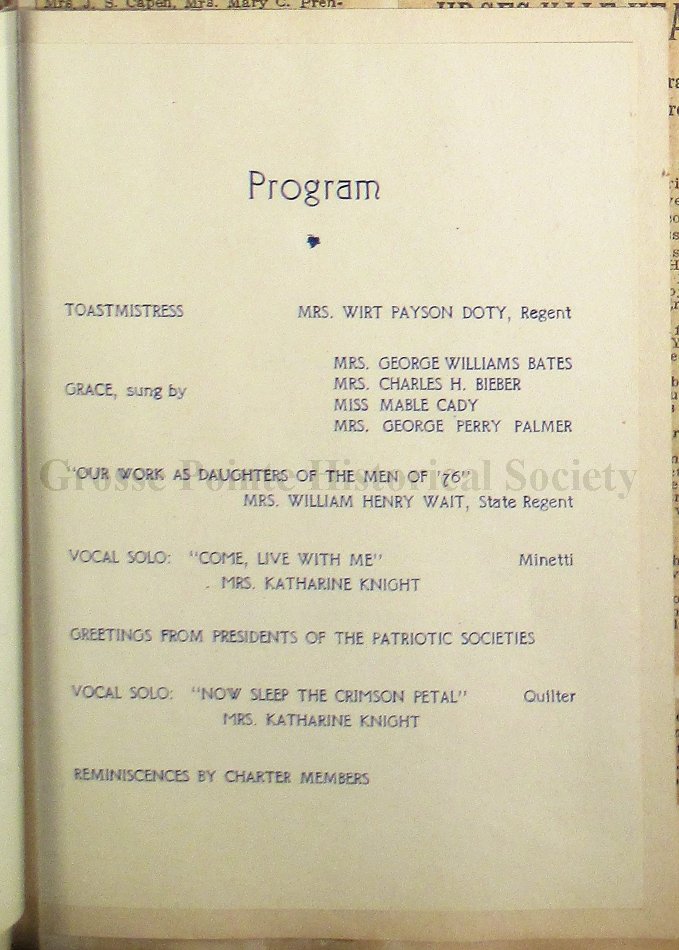 Mrs. J. S. Capen, Mrs. Mary C. Pren-
Program
TOASTMISTRESS MRS. WIRT PAYSON DOTY, Regent
GRACE, sung by
MRS. GEORGE WILLIAMS BATES
MRS. CHARLES H. BIEBER
MISS MABLE CADY
MRS. GEORGE PERRY PALMER
"OUR WORK AS DAUGHTERS OF THE MEN OF '76"
Grosse Pointe Historical Society
MRS. WILLIAM HENRY WAIT, State Regent
VOCAL SOLO: "COME, LIVE WITH ME" Minetti
MRS. KATHARINE KNIGHT
GREETINGS FROM PRESIDENTS OF THE PATRIOTIC SOCIETIES
VOCAL SOLO: "NOW SLEEP THE CRIMSON PETAL" Quilter
MRS. KATHARINE KNIGHT
REMINISCENCES BY CHARTER MEMBERS